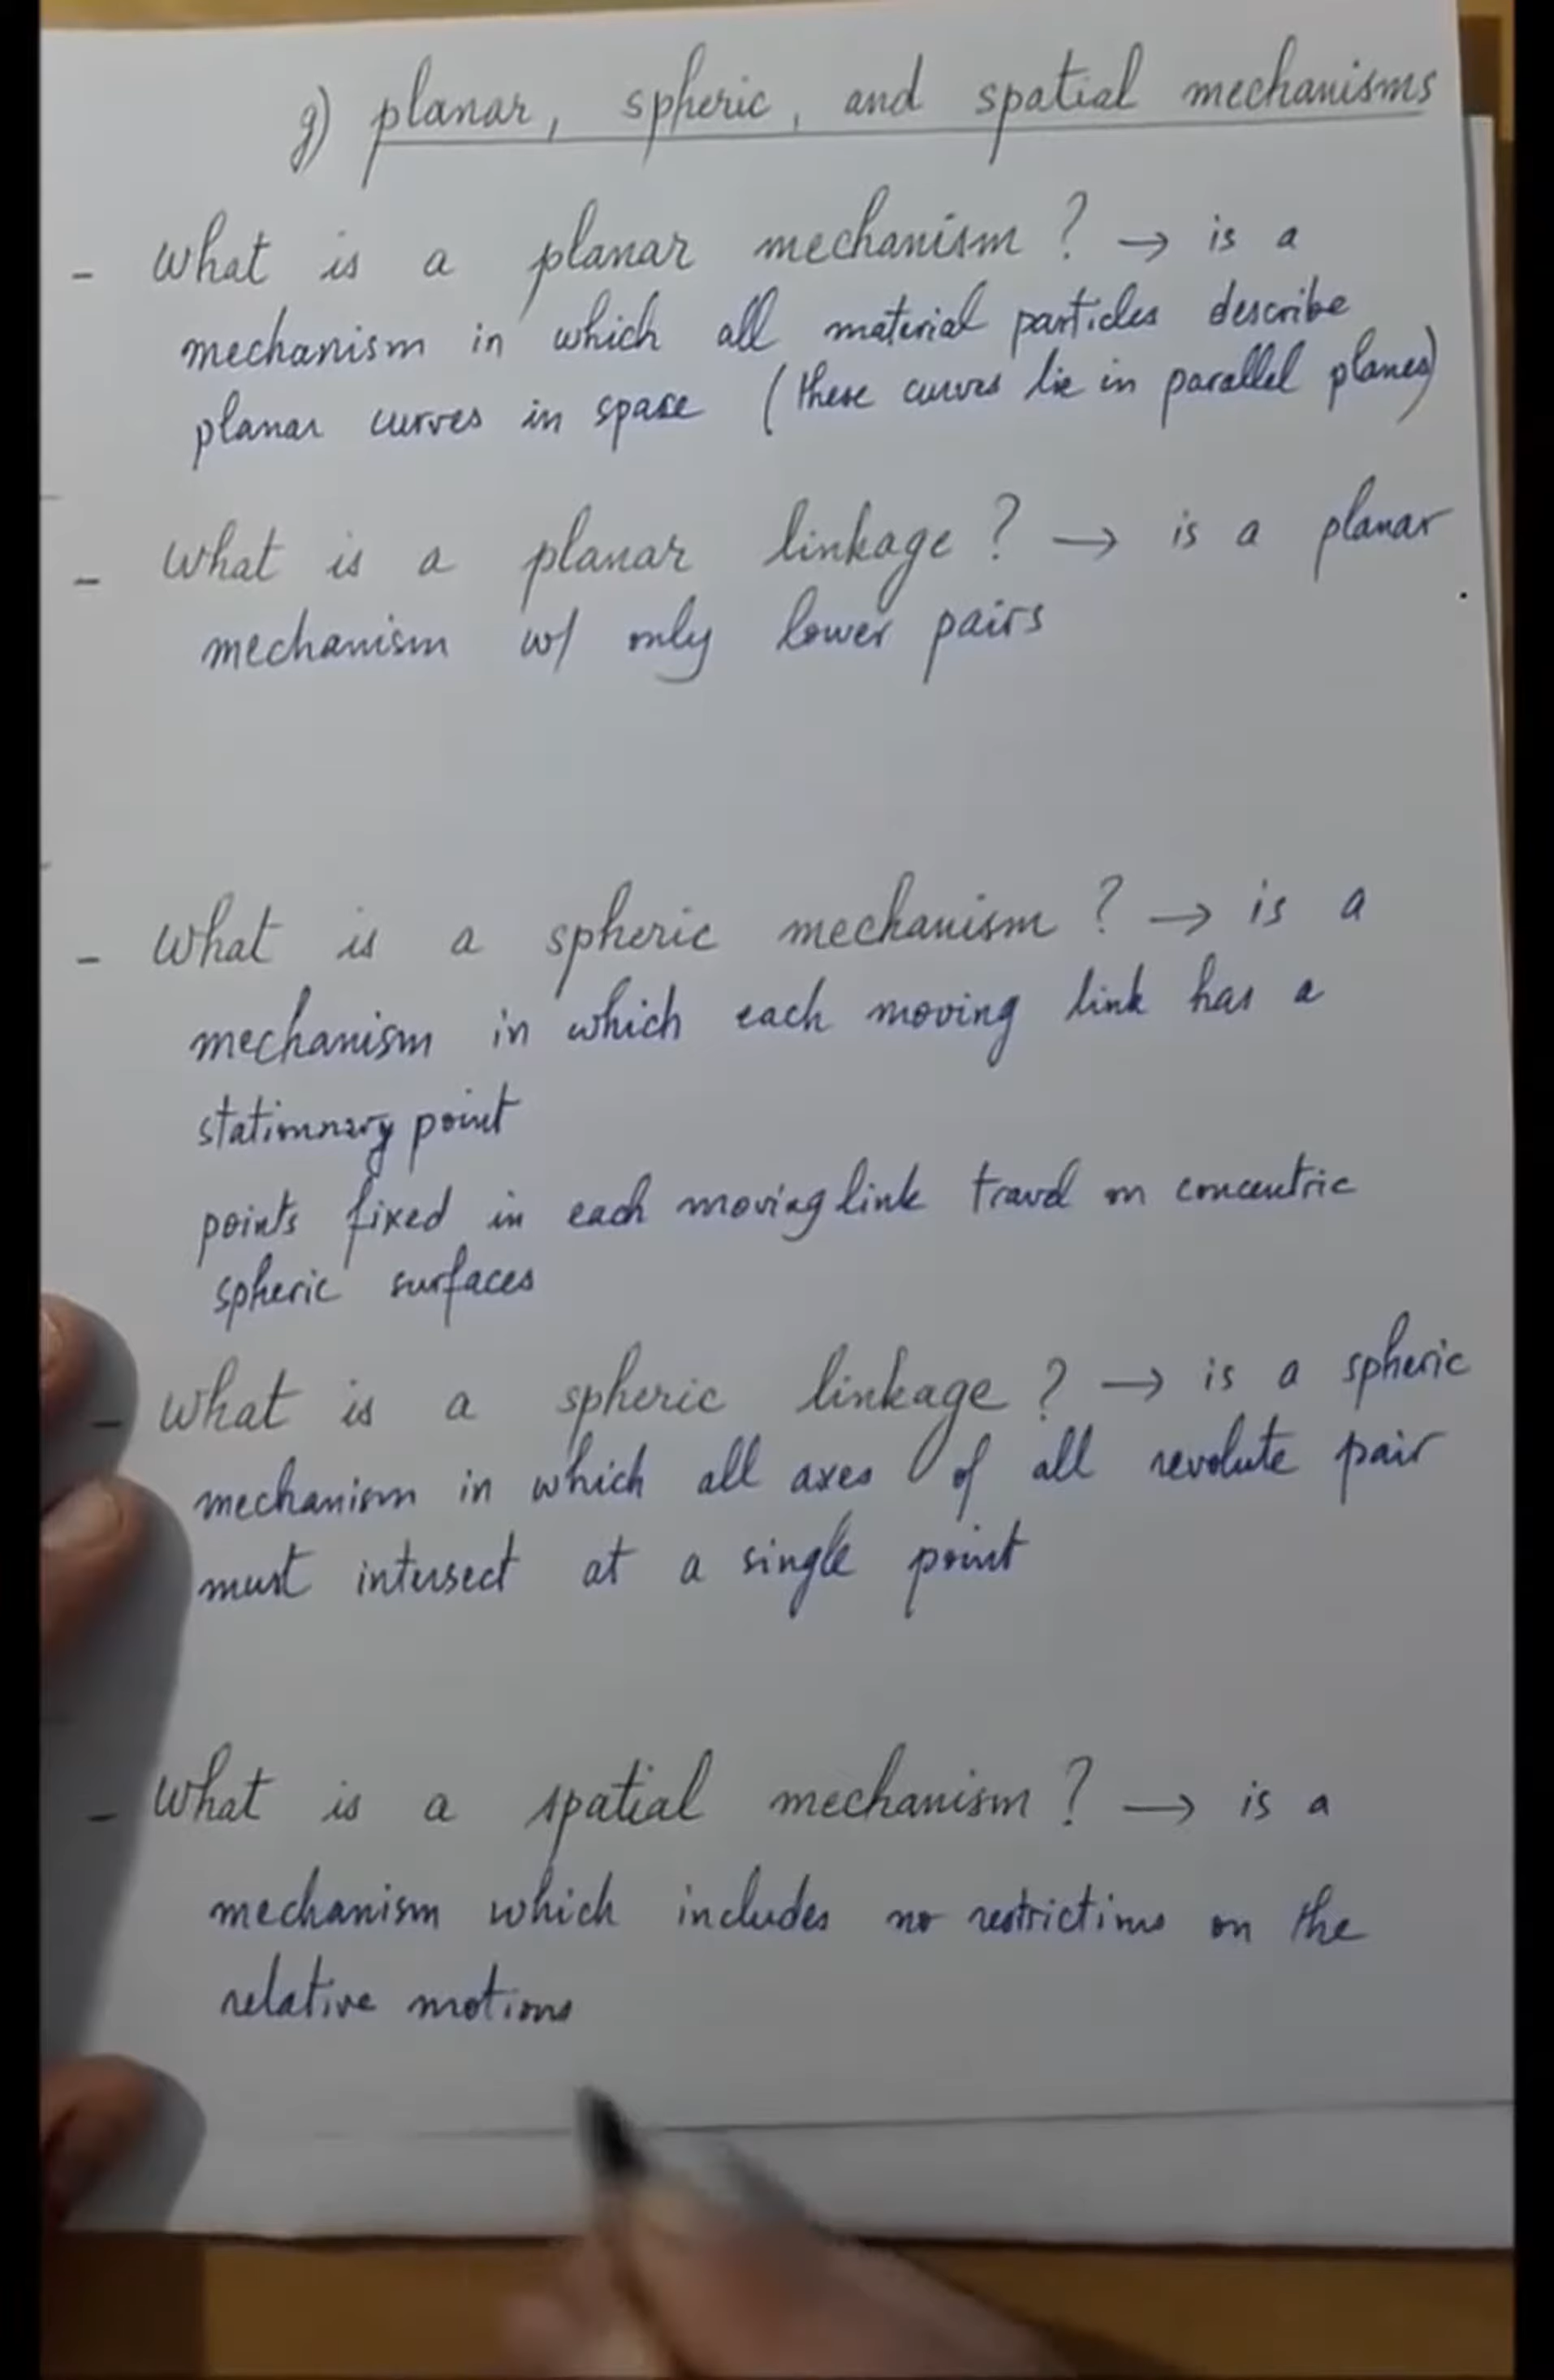 g) planar, spheric, and spatial mechanisms
- What is a planar mechanism ? → is a
mechanism in which all material particles describe
planar curves in space (these curves lie in parallel planes)
- What is a planar linkage ? → is a planar
mechanism w/ only lower pairs
- What is a spheric mechanism ? → is a
mechanism in which each moving link has a
stationnary point
points fixed in each moving link travel on concentric
spheric surfaces
- What is a spheric linkage ? → is a spheric
mechanism in which all axes of all revolute pair
must intersect at a single point
- What is a spatial mechanism ? → is a
mechanism which includes no restrictions on the
relative motions